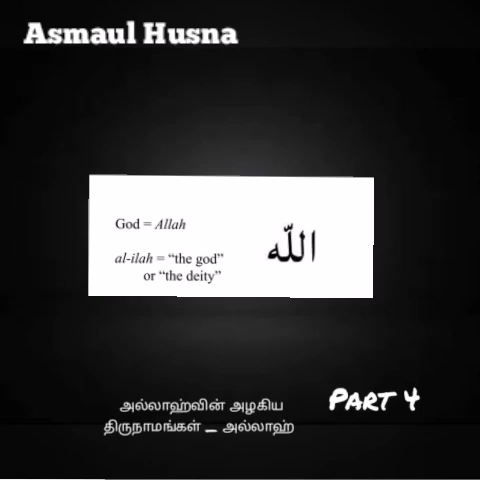 Asmaul Husna
God = Allah
al-ilah = “the god”
or “the deity”
الله
அல்லாஹ்வின் அழகிய
திருநாமங்கள் – அல்லாஹ்
PART 4